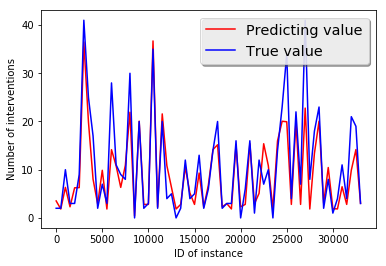 Predicting value
True value
40
30
20
10
0
Number of interventions
0 5000 10000 15000 20000 25000 30000
ID of instance